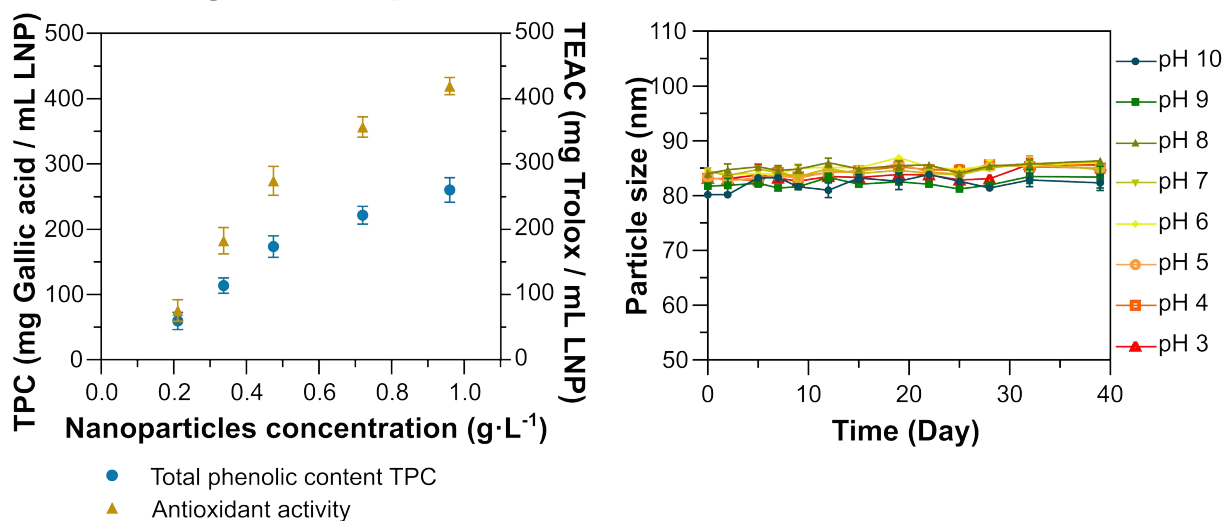 500
400
300
200
100
0
TPC (mg Gallic acid / mL LNP)
500
400
300
200
100
0
TEAC (mg Trolox / mL LNP)
0.0
0.2
0.4
0.6
0.8
1.0
Nanoparticles concentration (g·L⁻¹)
Total phenolic content TPC
Antioxidant activity
110
100
90
80
70
60
50
Particle size (nm)
0
10
20
30
40
Time (Day)
pH 10
pH 9
pH 8
pH 7
pH 6
pH 5
pH 4
pH 3